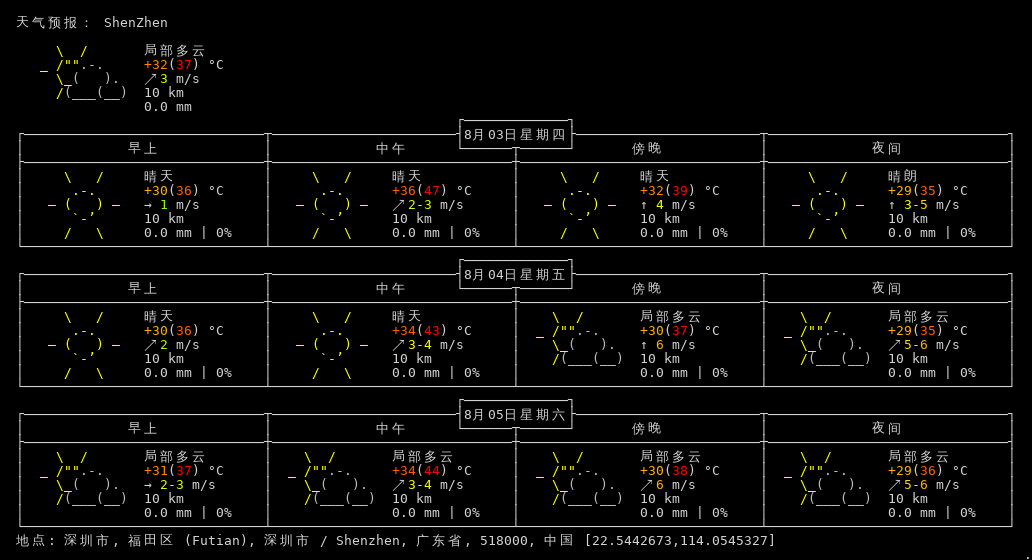 天气预报： ShenZhen
局部多云
+32(37) °C
↗3 m/s
10 km
0.0 mm
8月03日星期四
早上 中午 傍晚 夜间
晴天 晴天 晴天 晴朗
+30(36) °C +36(47) °C +32(39) °C +29(35) °C
→ 1 m/s ↗2-3 m/s ↑ 4 m/s ↑ 3-5 m/s
10 km 10 km 10 km 10 km
0.0 mm | 0% 0.0 mm | 0% 0.0 mm | 0% 0.0 mm | 0%
8月04日星期五
早上 中午 傍晚 夜间
晴天 晴天 局部多云 局部多云
+30(36) °C +34(43) °C +30(37) °C +29(35) °C
↗2 m/s ↗3-4 m/s ↑ 6 m/s ↗5-6 m/s
10 km 10 km 10 km 10 km
0.0 mm | 0% 0.0 mm | 0% 0.0 mm | 0% 0.0 mm | 0%
8月05日星期六
早上 中午 傍晚 夜间
局部多云 局部多云 局部多云 局部多云
+31(37) °C +34(44) °C +30(38) °C +29(36) °C
→ 2-3 m/s ↗3-4 m/s ↗6 m/s ↗5-6 m/s
10 km 10 km 10 km 10 km
0.0 mm | 0% 0.0 mm | 0% 0.0 mm | 0% 0.0 mm | 0%
地点: 深圳市, 福田区 (Futian), 深圳市 / Shenzhen, 广东省, 518000, 中国 [22.5442673,114.0545327]